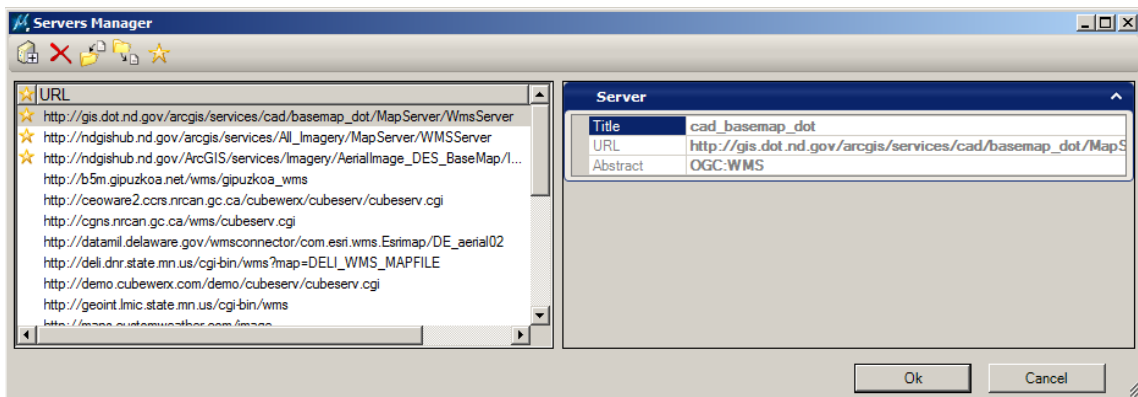 Servers Manager
URL
http://gis.dot.nd.gov/arcgis/services/cad/basemap_dot/MapServer/WmsServer
http://ndgishub.nd.gov/arcgis/services/All_Imagery/MapServer/WMSServer
http://ndgishub.nd.gov/ArcGIS/services/Imagery/AerialImage_DES_BaseMap/I...
http://b5m.gipuzkoa.net/wms/gipuzkoa_wms
http://ceoware2.ccrs.nrcan.gc.ca/cubewerx/cubeserv/cubeserv.cgi
http://cgns.nrcan.gc.ca/wms/cubeserv.cgi
http://datamil.delaware.gov/wmsconnector/com.esri.wms.Esrimap/DE_aerial02
http://deli.dnr.state.mn.us/cgi-bin/wms?map=DELI_WMS_MAPFILE
http://demo.cubewerx.com/demo/cubeserv/cubeserv.cgi
http://geoint.lmic.state.mn.us/cgi-bin/wms
http://maps.customweather.com/image
Server
Title cad_basemap_dot
URL http://gis.dot.nd.gov/arcgis/services/cad/basemap_dot/MapS
Abstract OGC:WMS
Ok Cancel